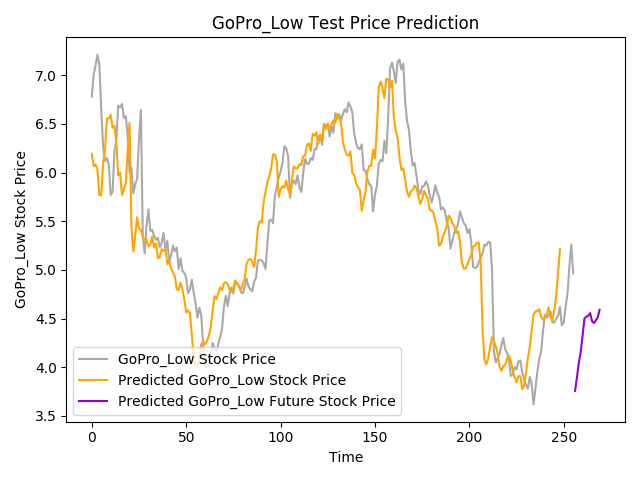 GoPro_Low Test Price Prediction
GoPro_Low Stock Price
7.0
6.5
6.0
5.5
5.0
4.5
4.0
3.5
GoPro_Low Stock Price
Predicted GoPro_Low Stock Price
Predicted GoPro_Low Future Stock Price
0 50 100 150 200 250
Time